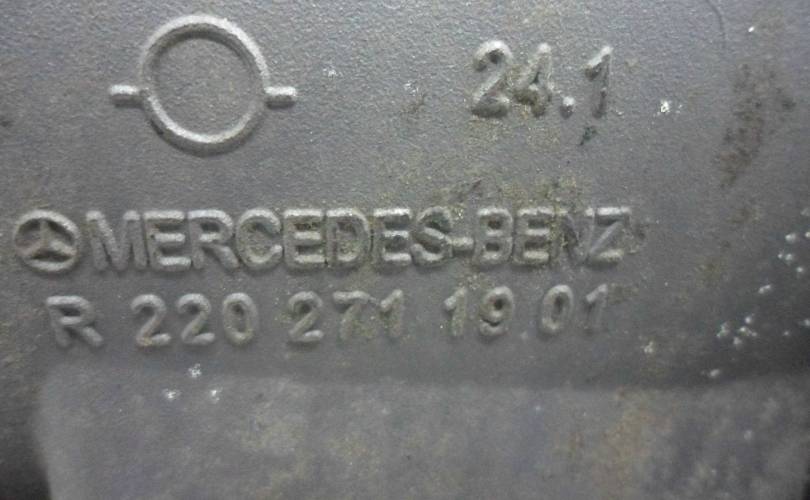 24.1
MERCEDES-BENZ
R 220 271 19 01